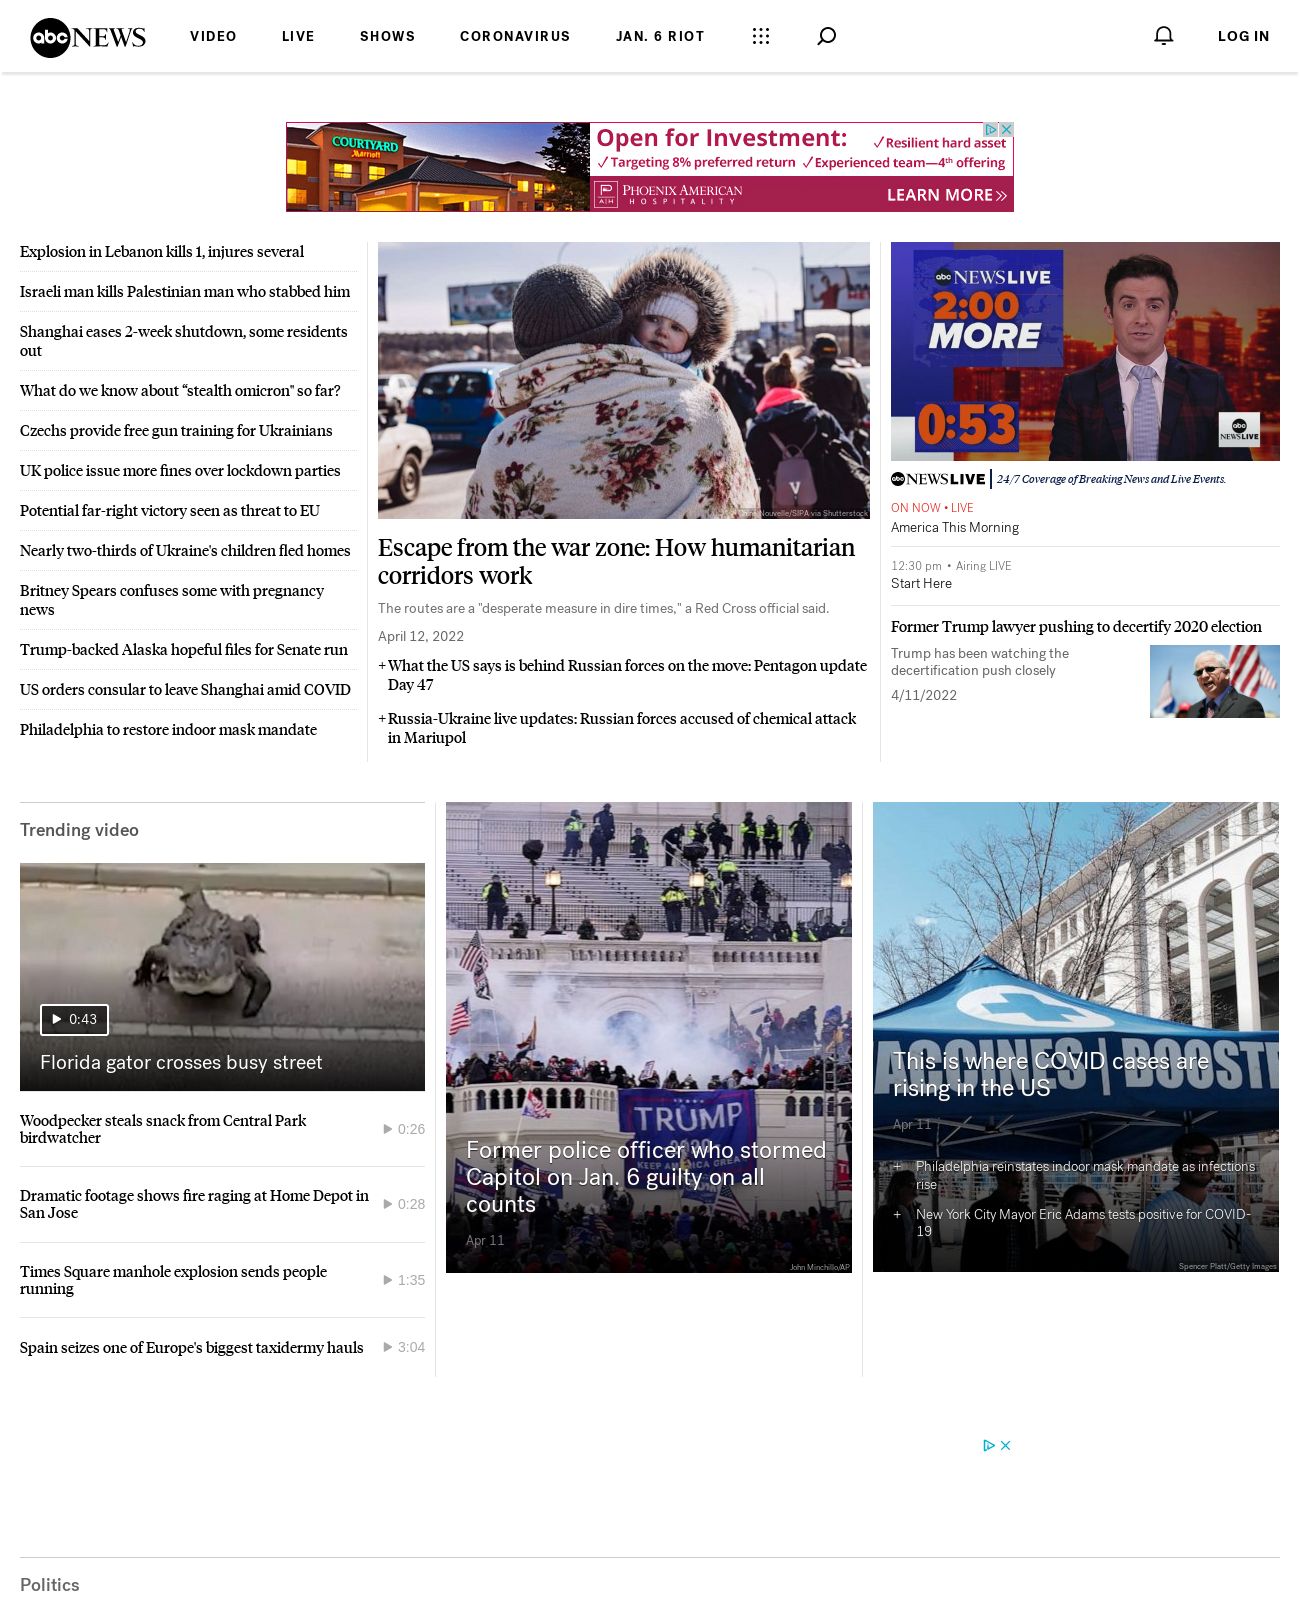 abc NEWS
VIDEO
LIVE
SHOWS
CORONAVIRUS
JAN. 6 RIOT
LOG IN
COURTYARD
Marriott
Open for Investment:
✓Resilient hard asset
✓Targeting 8% preferred return ✓Experienced team—4th offering
PHOENIX AMERICAN
HOSPITALITY
LEARN MORE
Explosion in Lebanon kills 1, injures several
Israeli man kills Palestinian man who stabbed him
Shanghai eases 2-week shutdown, some residents
out
What do we know about “stealth omicron" so far?
Czechs provide free gun training for Ukrainians
UK police issue more fines over lockdown parties
Potential far-right victory seen as threat to EU
Nearly two-thirds of Ukraine's children fled homes
Britney Spears confuses some with pregnancy
news
Trump-backed Alaska hopeful files for Senate run
US orders consular to leave Shanghai amid COVID
Philadelphia to restore indoor mask mandate
Nouvelle/SIPA via Shutterstock
Escape from the war zone: How humanitarian
corridors work
The routes are a "desperate measure in dire times," a Red Cross official said.
April 12, 2022
+ What the US says is behind Russian forces on the move: Pentagon update
Day 47
+ Russia-Ukraine live updates: Russian forces accused of chemical attack
in Mariupol
abc NEWS LIVE
2:00
MORE
0:53
abc
NEWS LIVE
abc NEWS LIVE | 24/7 Coverage of Breaking News and Live Events.
ON NOW • LIVE
America This Morning
12:30 pm • Airing LIVE
Start Here
Former Trump lawyer pushing to decertify 2020 election
Trump has been watching the
decertification push closely
4/11/2022
Trending video
0:43
Florida gator crosses busy street
Woodpecker steals snack from Central Park
birdwatcher
0:26
Dramatic footage shows fire raging at Home Depot in
San Jose
0:28
Times Square manhole explosion sends people
running
1:35
Spain seizes one of Europe's biggest taxidermy hauls
3:04
TRUMP
KEEP AMERICA GREAT
Former police officer who stormed
Capitol on Jan. 6 guilty on all
counts
Apr 11
John Minchillo/AP
ACCINES | BOOSTE
This is where COVID cases are
rising in the US
Apr 11
+ Philadelphia reinstates indoor mask mandate as infections
rise
+ New York City Mayor Eric Adams tests positive for COVID-
19
Spencer Platt/Getty Images
Politics